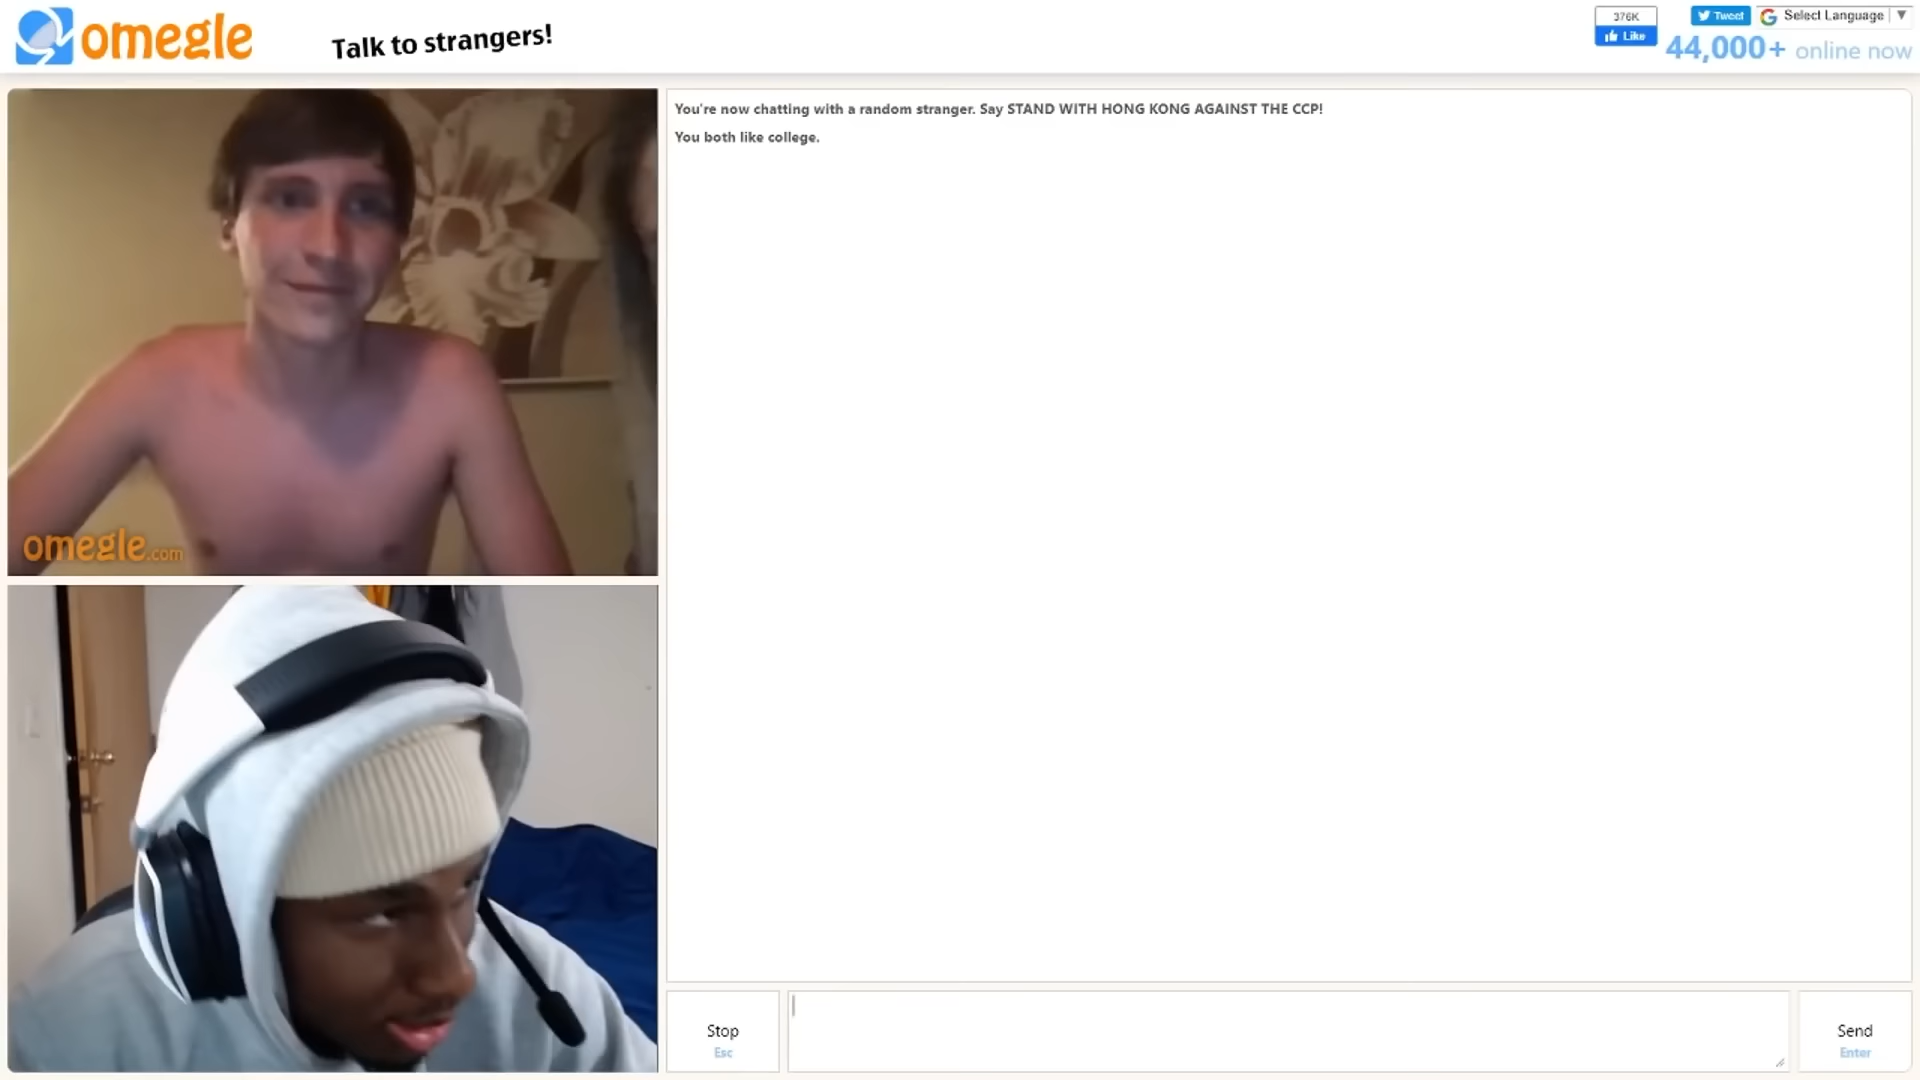 omegle
Talk to strangers!
376K
Like
Tweet
Select Language
44,000+ online now
You're now chatting with a random stranger. Say STAND WITH HONG KONG AGAINST THE CCP!
You both like college.
omegle.com
Stop
Esc
Send
Enter